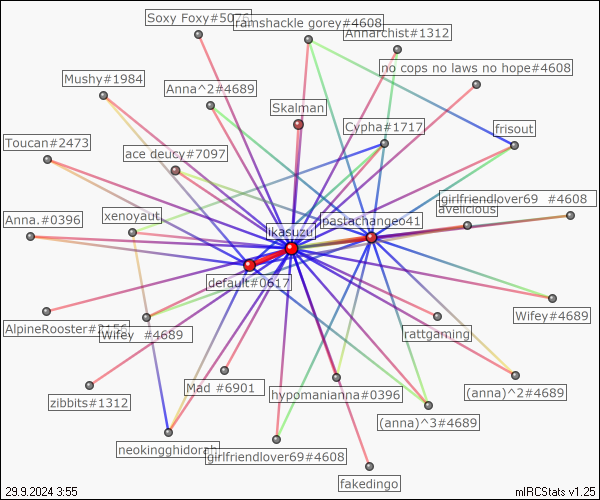 Soxy Foxy#5076
ramshackle gorey#4608
Annarchist#1312
no cops no laws no hope#4608
Mushy#1984
Anna^2#4689
Skalman
Cypha#1717
frisout
Toucan#2473
ace deucy#7097
girlfriendlover69 #4608
avelicious
Anna.#0396
xenoyaut
pastachangeo41
likasuzu
default#0617
AlpineRooster#2156
Wifey #4689
rattgaming
Wifey#4689
zibbits#1312
Mad #6901
hypomanianna#0396
(anna)^2#4689
(anna)^3#4689
neokingghidorah
girlfriendlover69#4608
fakedingo
29.9.2024 3:55
mIRCStats v1.25